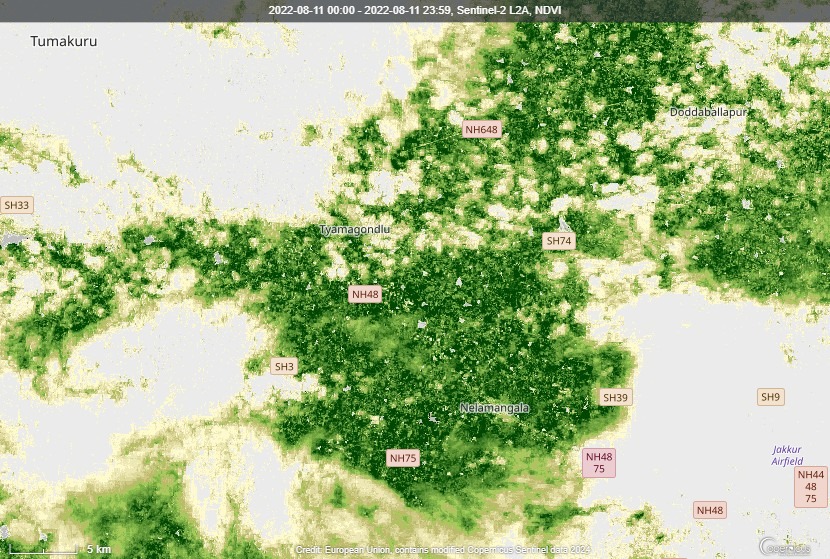 2022-08-11 00:00 - 2022-08-11 23:59, Sentinel-2 L2A, NDVI
Tumakuru
Doddaballapur
NH648
SH33
Tyamagondlu
SH74
NH48
SH3
SH39
SH9
Nelamangala
NH75
NH48
75
Jakkur
Airfield
NH44
48
75
NH48
5 km
Credit: European Union, contains modified Copernicus Sentinel data 2024